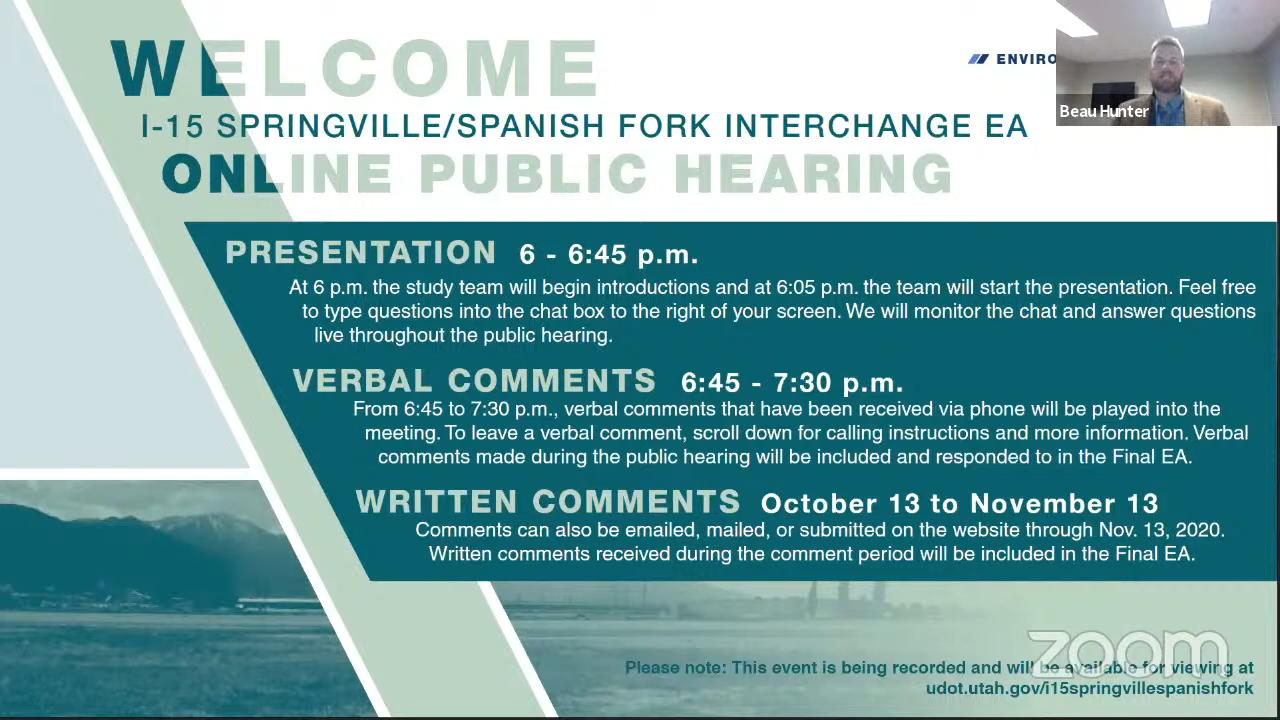 WELCOME
ENVIRO
Beau Hunter
I-15 SPRINGVILLE/SPANISH FORK INTERCHANGE EA
ONLINE PUBLIC HEARING
PRESENTATION 6 - 6:45 p.m.
At 6 p.m. the study team will begin introductions and at 6:05 p.m. the team will start the presentation. Feel free
to type questions into the chat box to the right of your screen. We will monitor the chat and answer questions
live throughout the public hearing.
VERBAL COMMENTS 6:45 - 7:30 p.m.
From 6:45 to 7:30 p.m., verbal comments that have been received via phone will be played into the
meeting. To leave a verbal comment, scroll down for calling instructions and more information. Verbal
comments made during the public hearing will be included and responded to in the Final EA.
WRITTEN COMMENTS October 13 to November 13
Comments can also be emailed, mailed, or submitted on the website through Nov. 13, 2020.
Written comments received during the comment period will be included in the Final EA.
zoom
Please note: This event is being recorded and will be available for viewing at
udot.utah.gov/i15springvillespanishfork